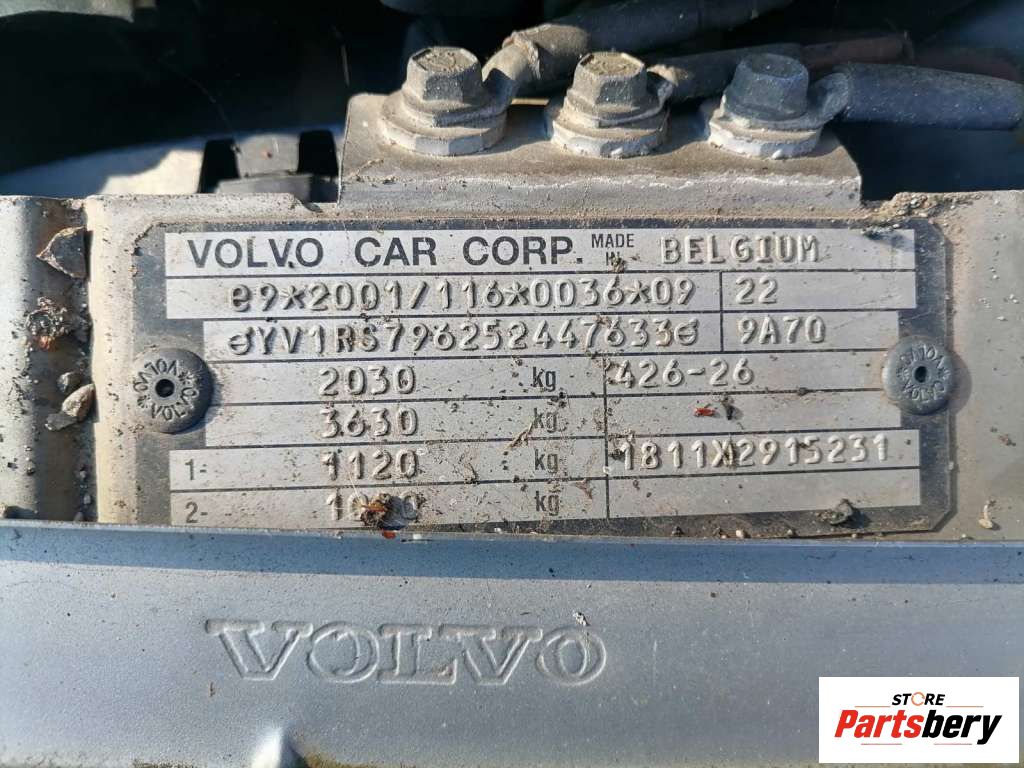 VOLVO CAR CORP. MADE IN BELGIUM
e9*2001/116*0036*09 22
YV1RS796252447633 9A70
2030 kg 426-26
3630 kg
1- 1120 kg 1811X2915231
2- kg
VOLVO
STORE
Partsbery